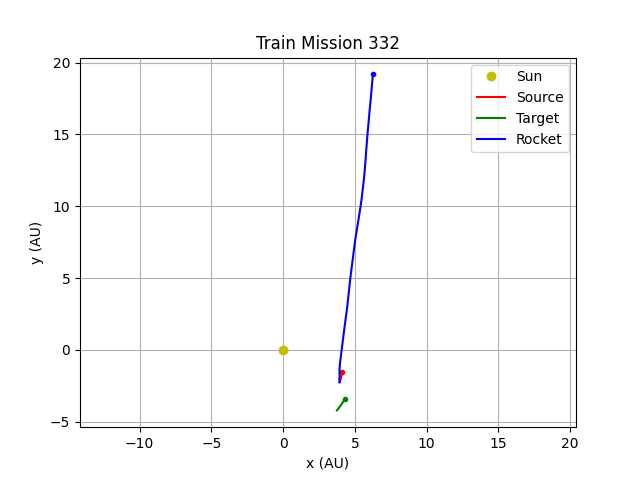 Train Mission 332
20
15
10
5
0
−5
y (AU)
Sun
Source
Target
Rocket
−10
−5
0
5
10
15
20
x (AU)